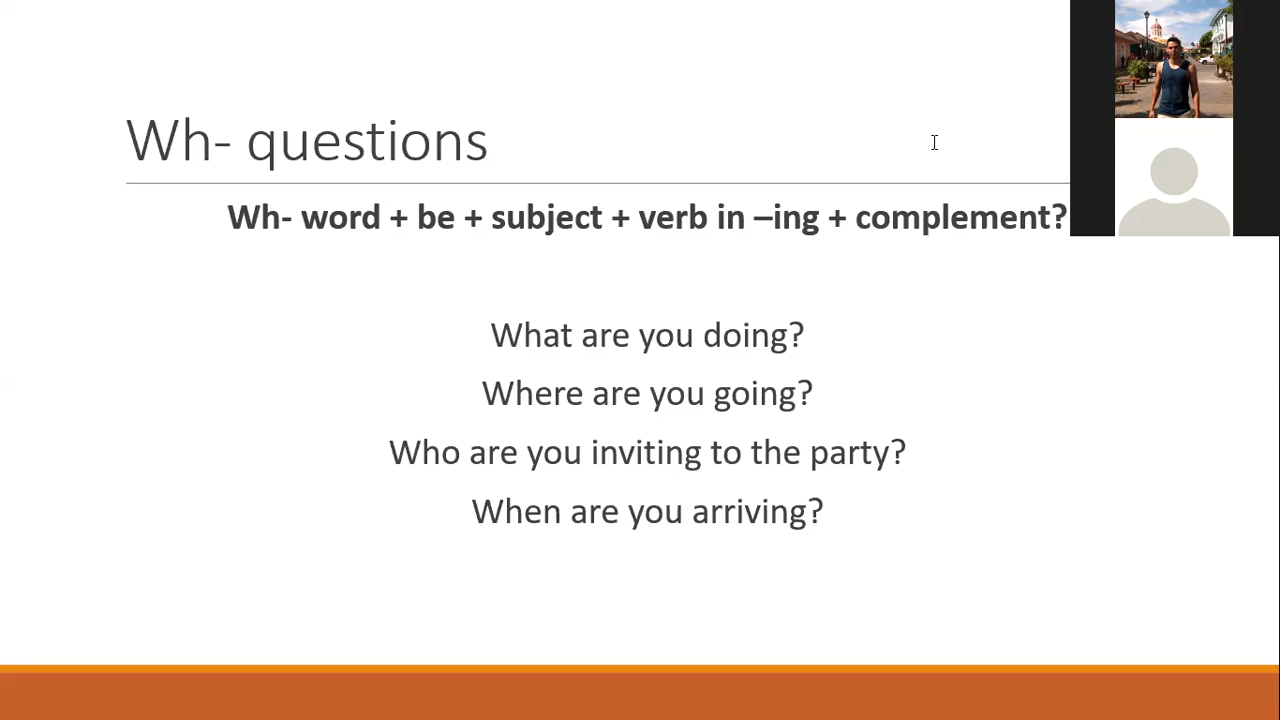 Wh- questions
Wh- word + be + subject + verb in –ing + complement?
What are you doing?
Where are you going?
Who are you inviting to the party?
When are you arriving?